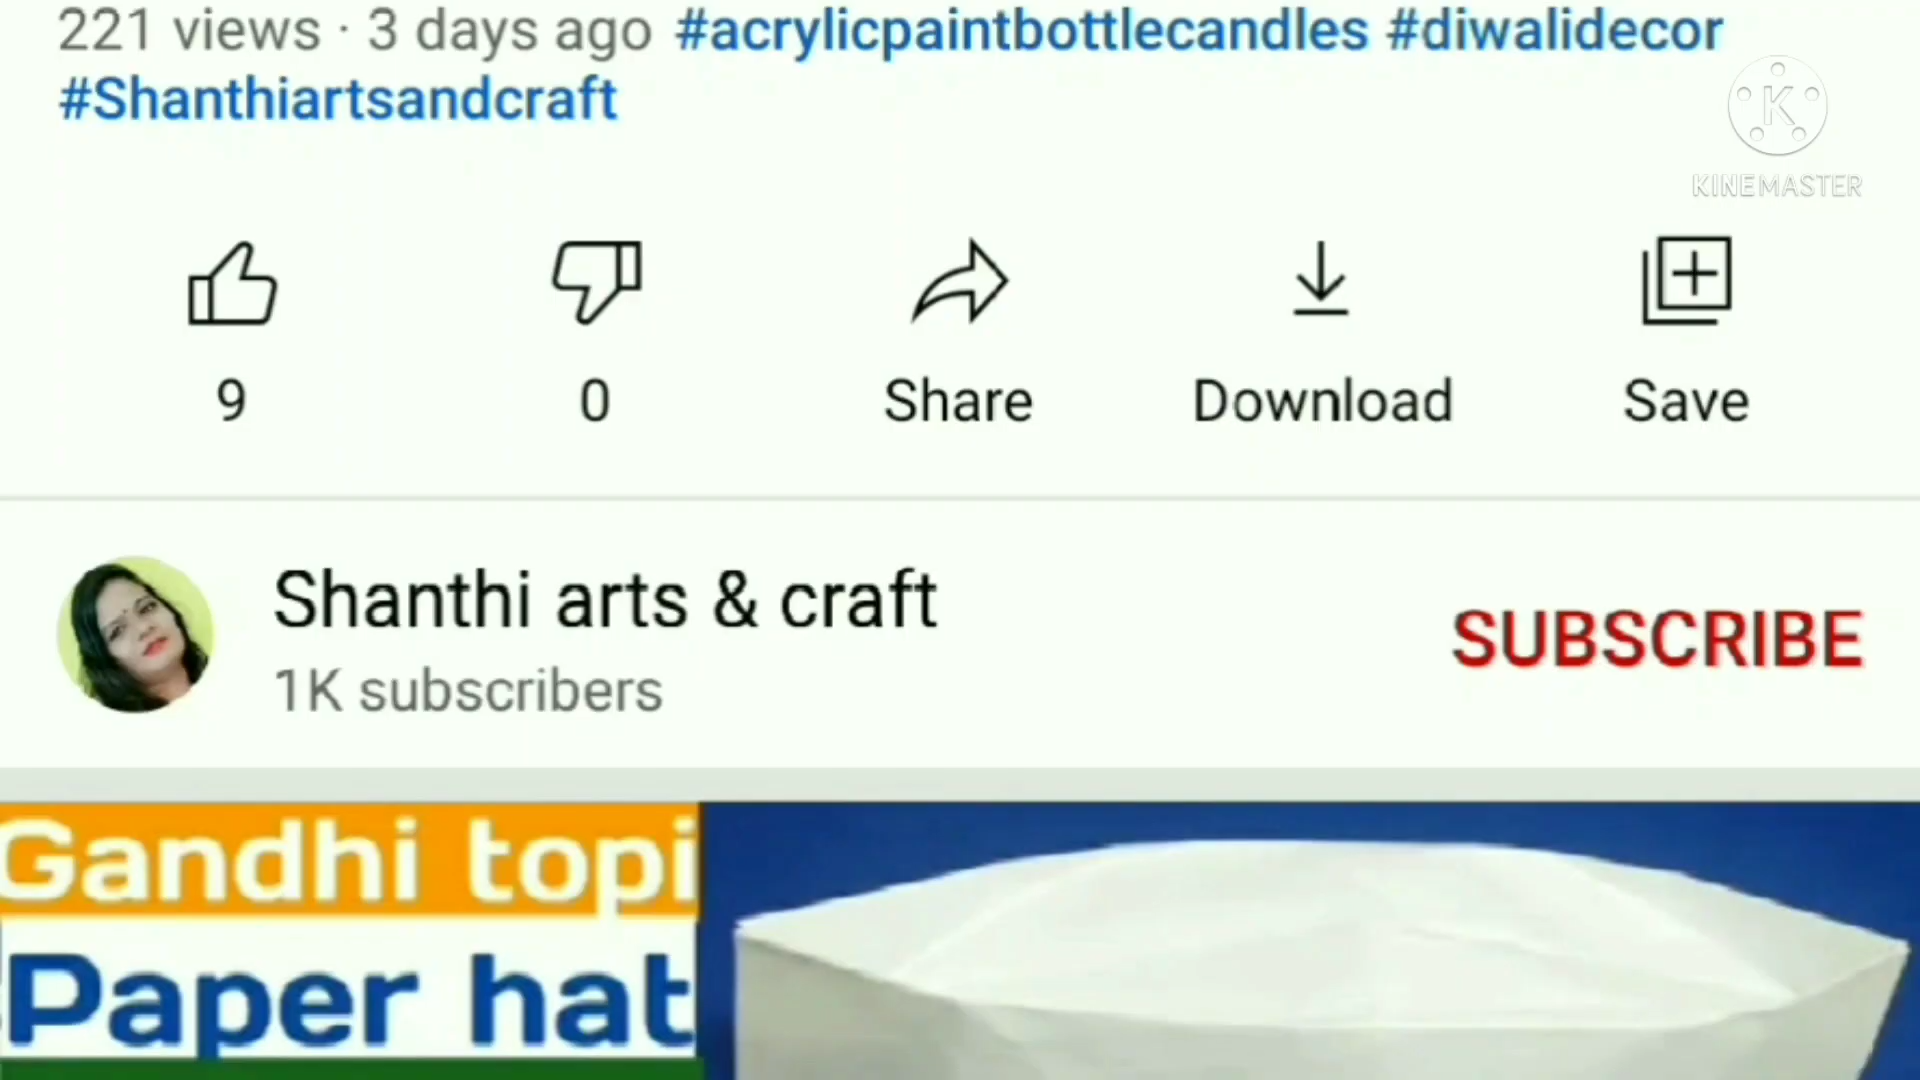 221 views · 3 days ago #acrylicpaintbottlecandles #diwalidecor
#Shanthiartsandcraft
K
KINEMASTER
9
0
Share
Download
Save
Shanthi arts & craft
1K subscribers
SUBSCRIBE
Gandhi topi
Paper hat